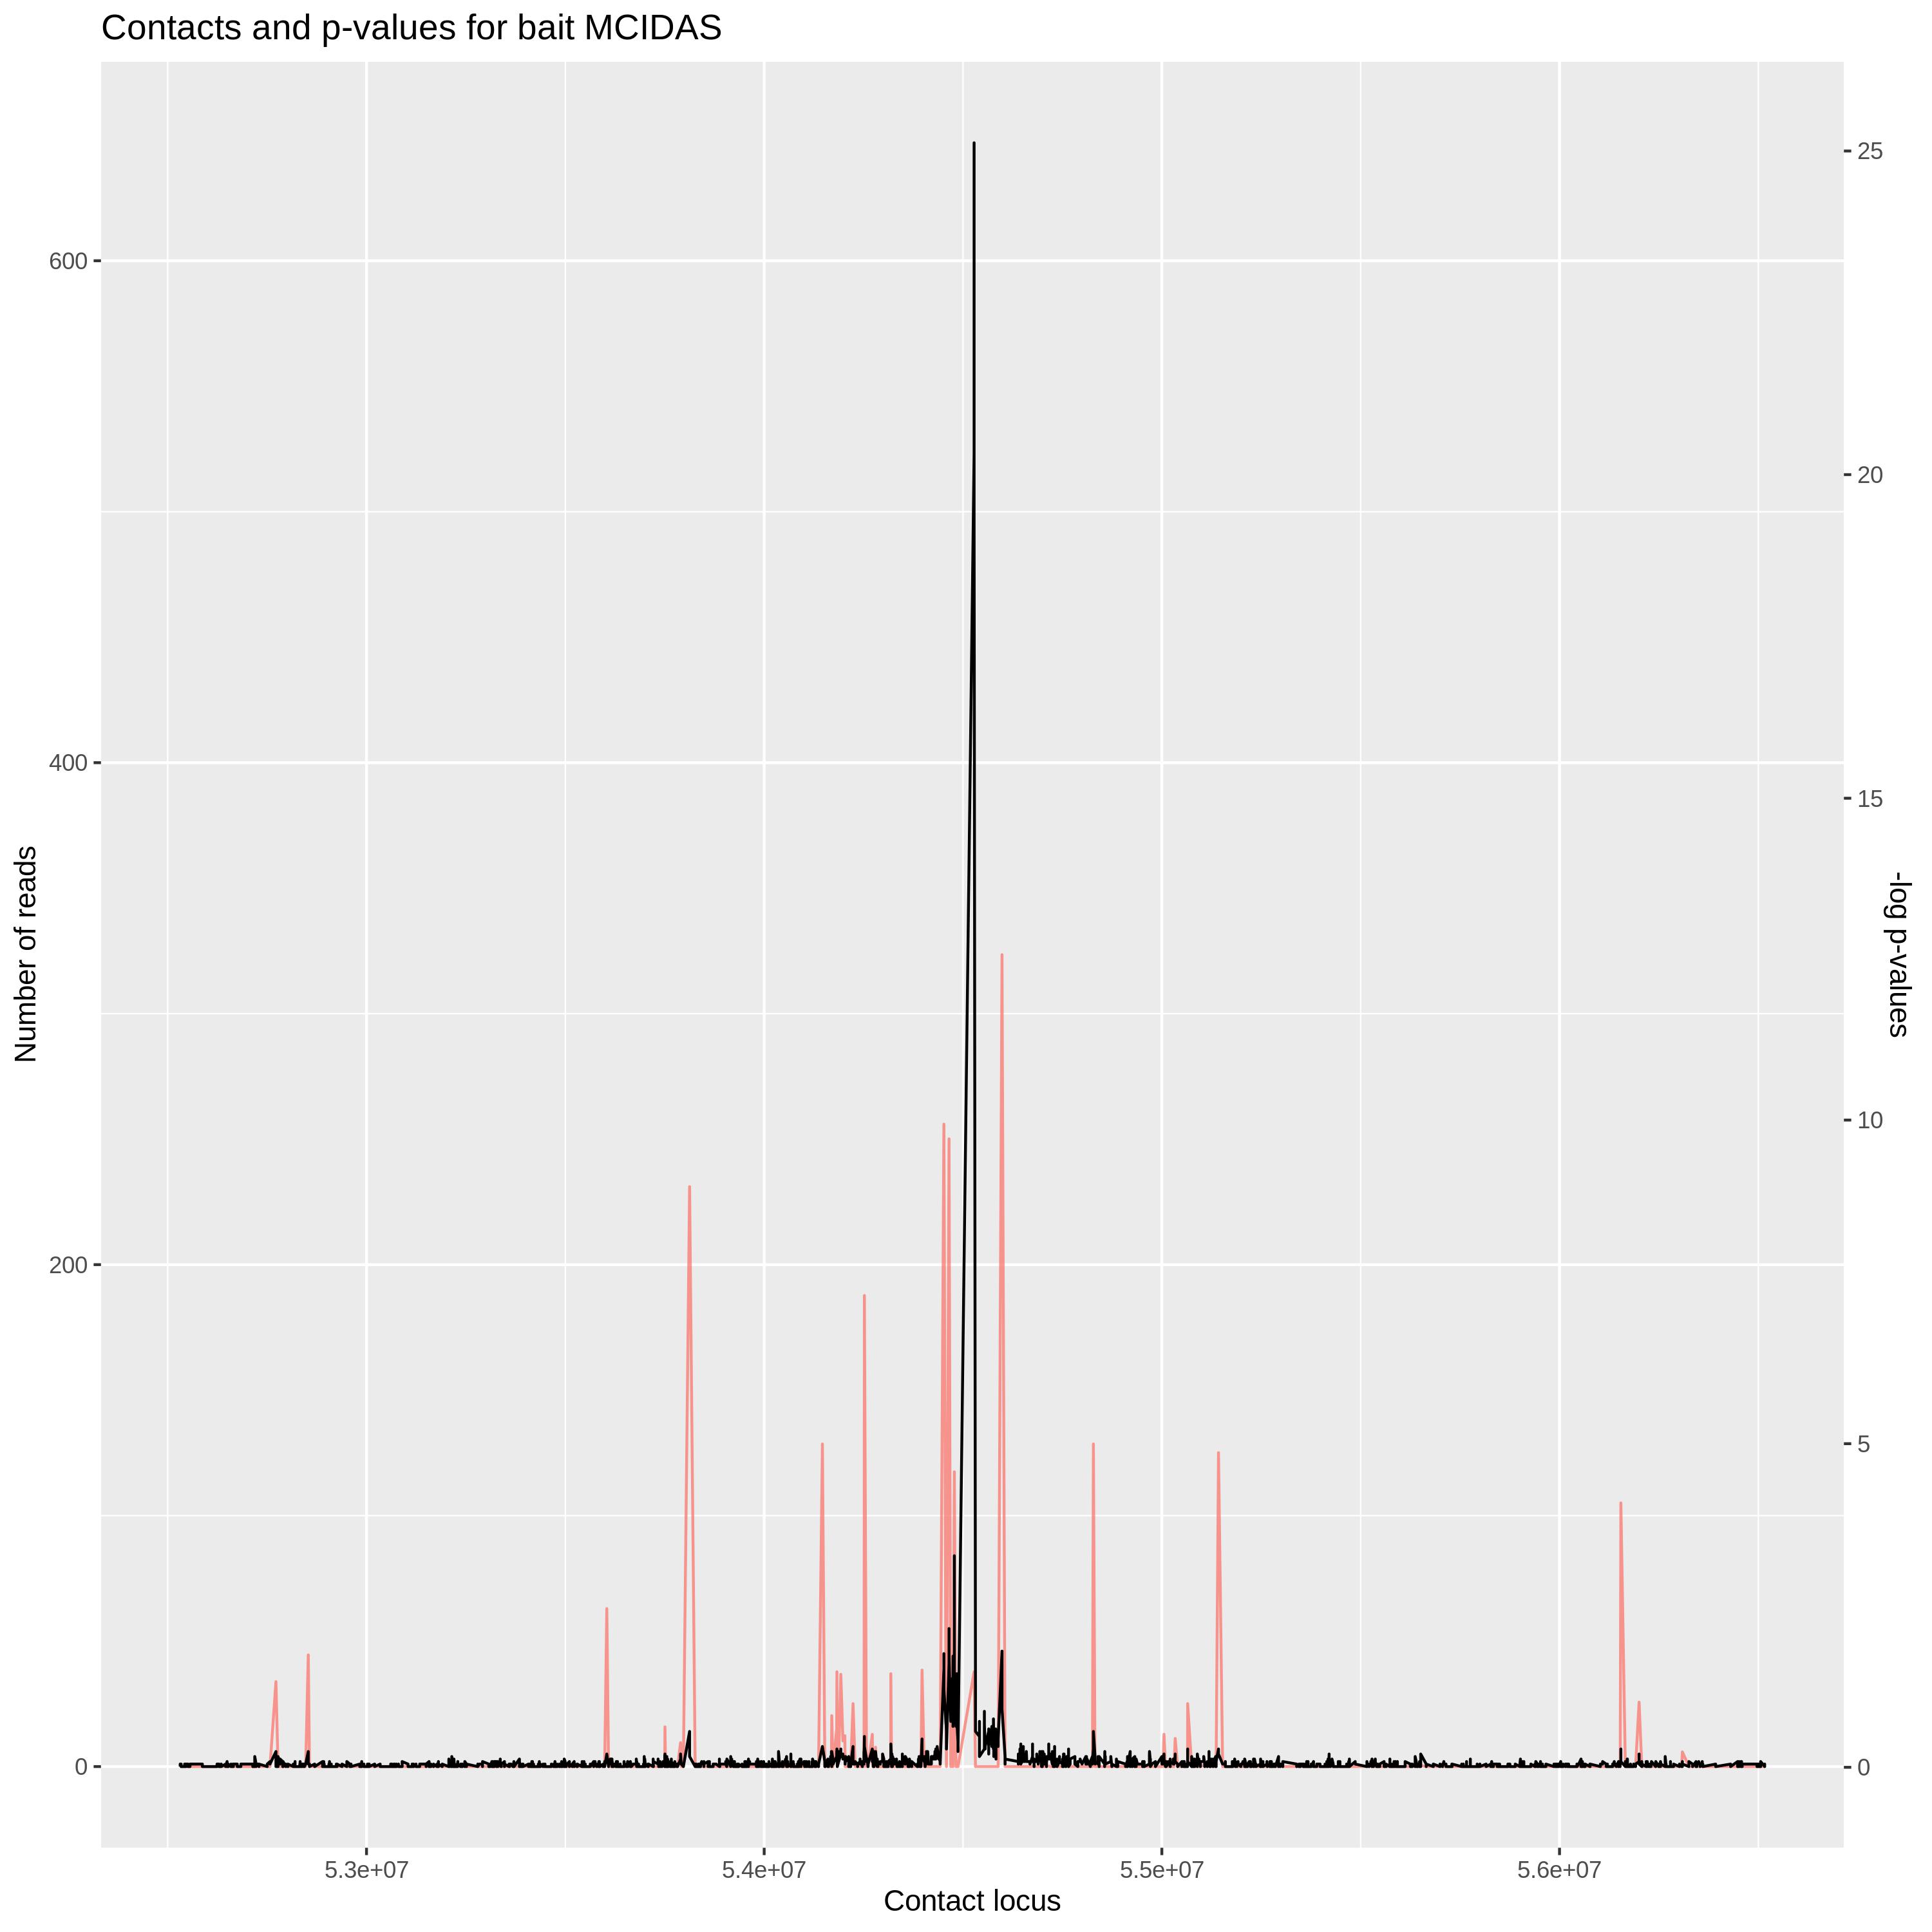 Contacts and p-values for bait MCIDAS
600
400
200
0
Number of reads
25
20
15
10
5
0
-log p-values
5.3e+07
5.4e+07
5.5e+07
5.6e+07
Contact locus